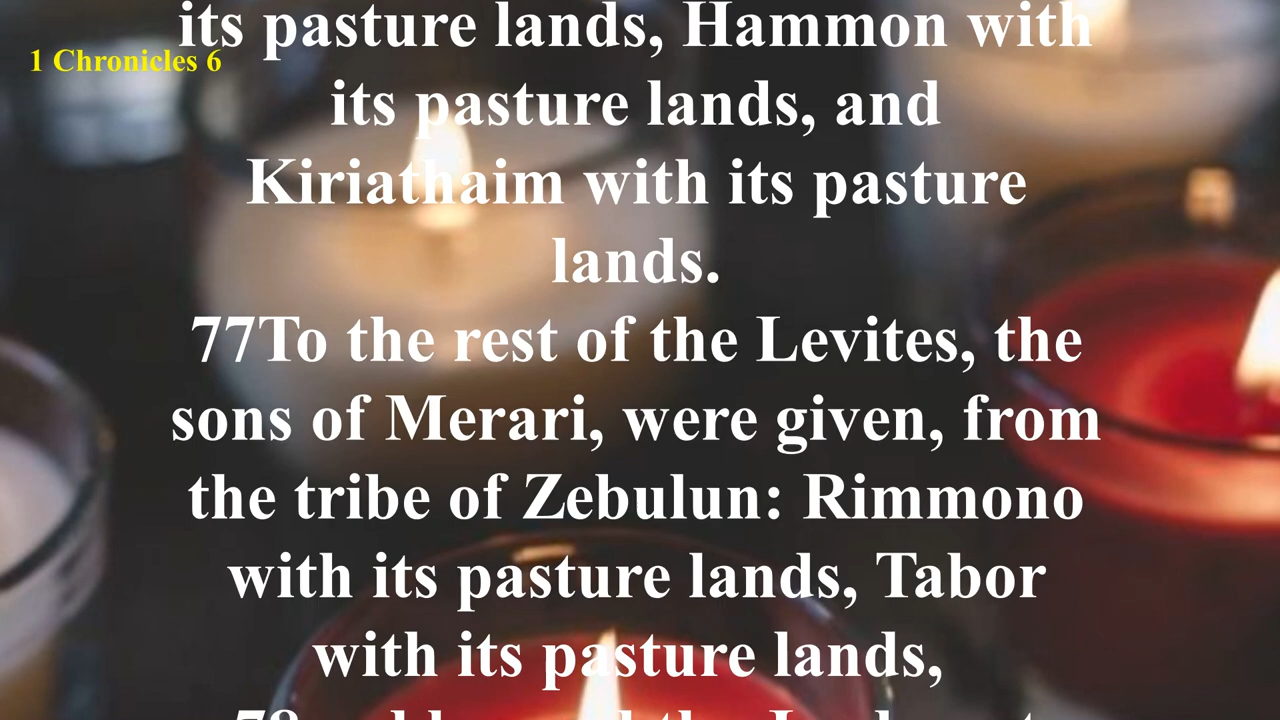 its pasture lands, Hammon with
1 Chronicles 6
its pasture lands, and
Kiriathaim with its pasture
lands.
77To the rest of the Levites, the
sons of Merari, were given, from
the tribe of Zebulun: Rimmono
with its pasture lands, Tabor
with its pasture lands,